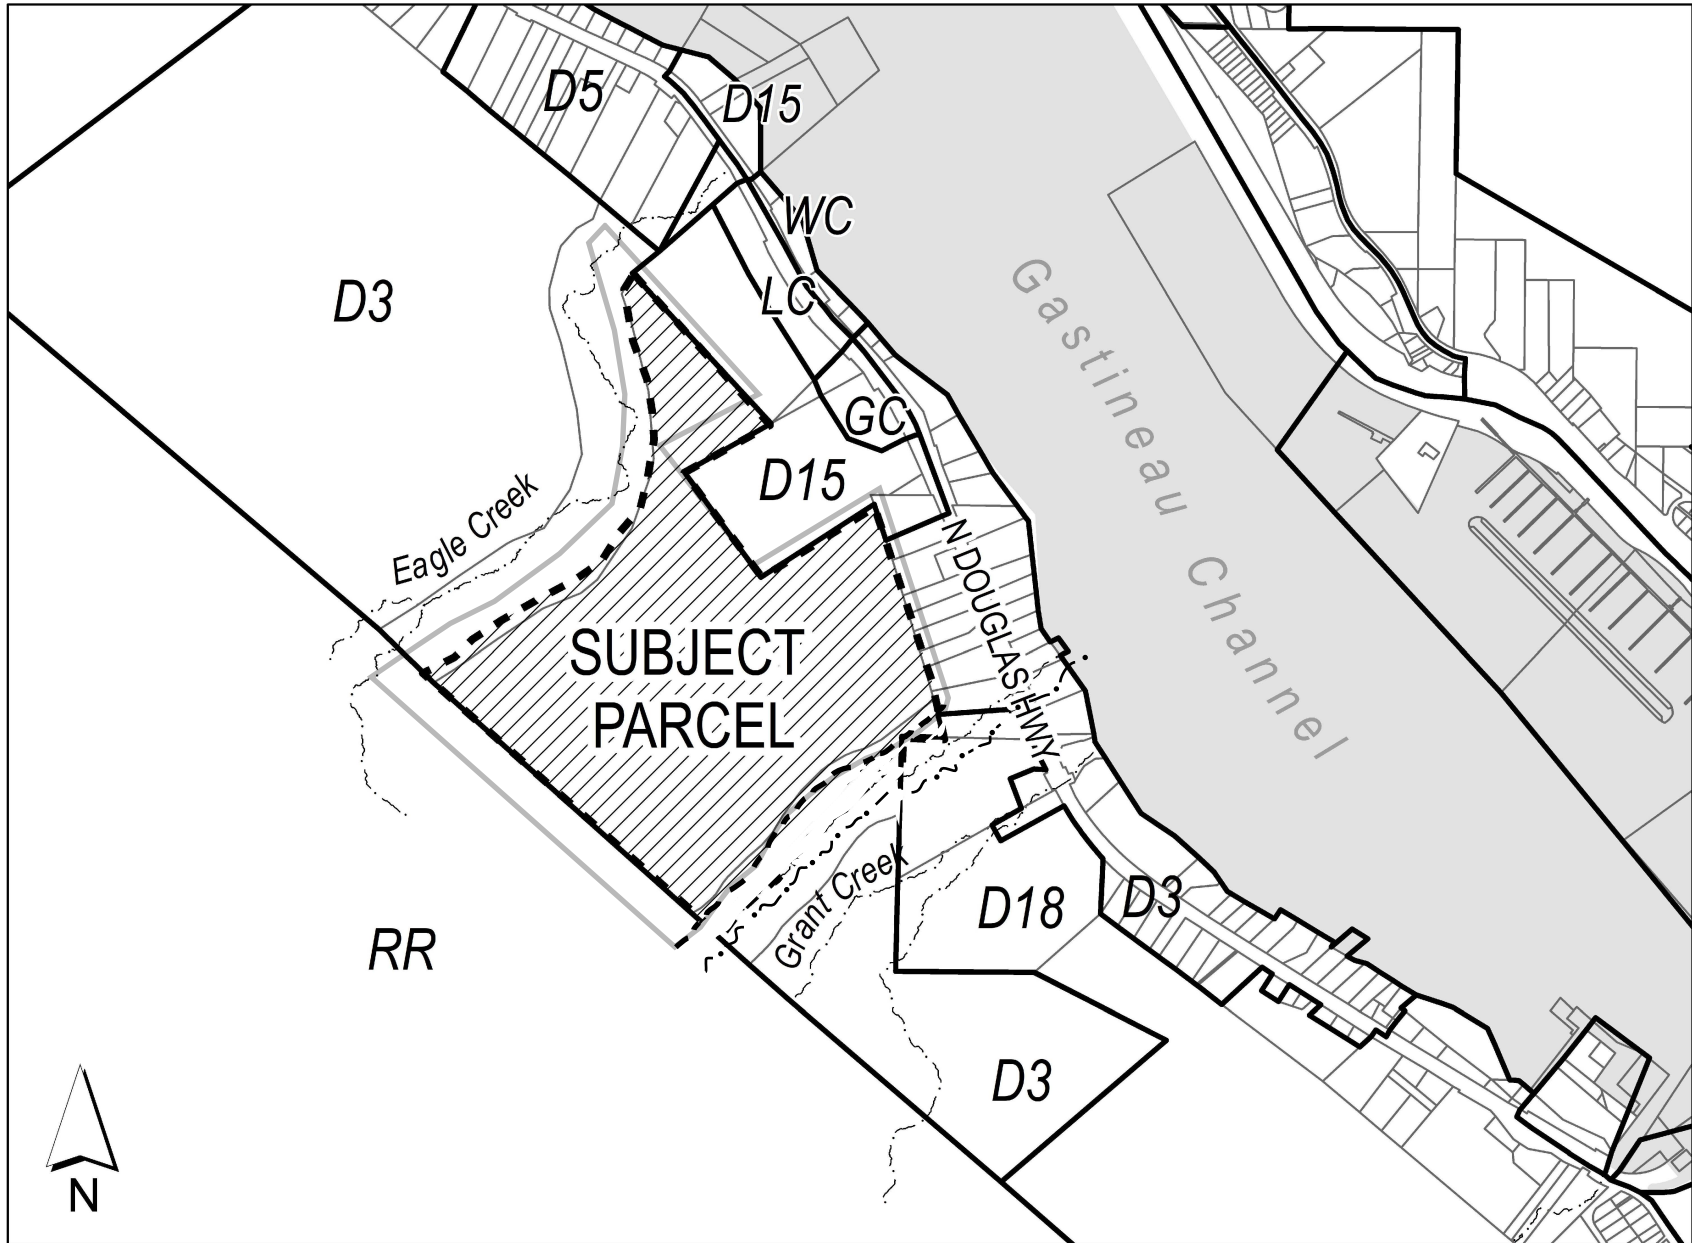 D5
D15
WC
D3
LC
Gastineau Channel
GC
D15
Eagle Creek
N DOUGLAS HWY
SUBJECT
PARCEL
Grant Creek
D18
D3
RR
D3
N